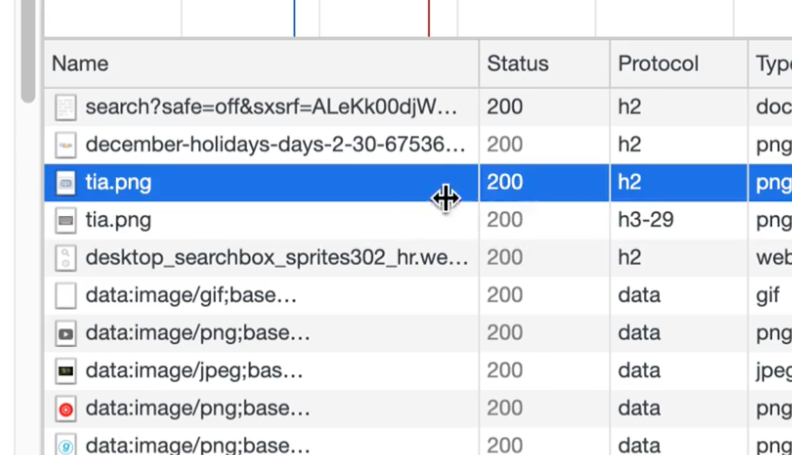 Name Status Protocol Typ
search?safe=off&sxsrf=ALeKk00djW... 200 h2 doc
december-holidays-days-2-30-67536... 200 h2 png
tia.png 200 h2 png
tia.png 200 h3-29 png
desktop_searchbox_sprites302_hr.we... 200 h2 web
data:image/gif;base... 200 data gif
data:image/png;base... 200 data png
data:image/jpeg;bas... 200 data jpeg
data:image/png;base... 200 data png
data:image/png;base... 200 data png